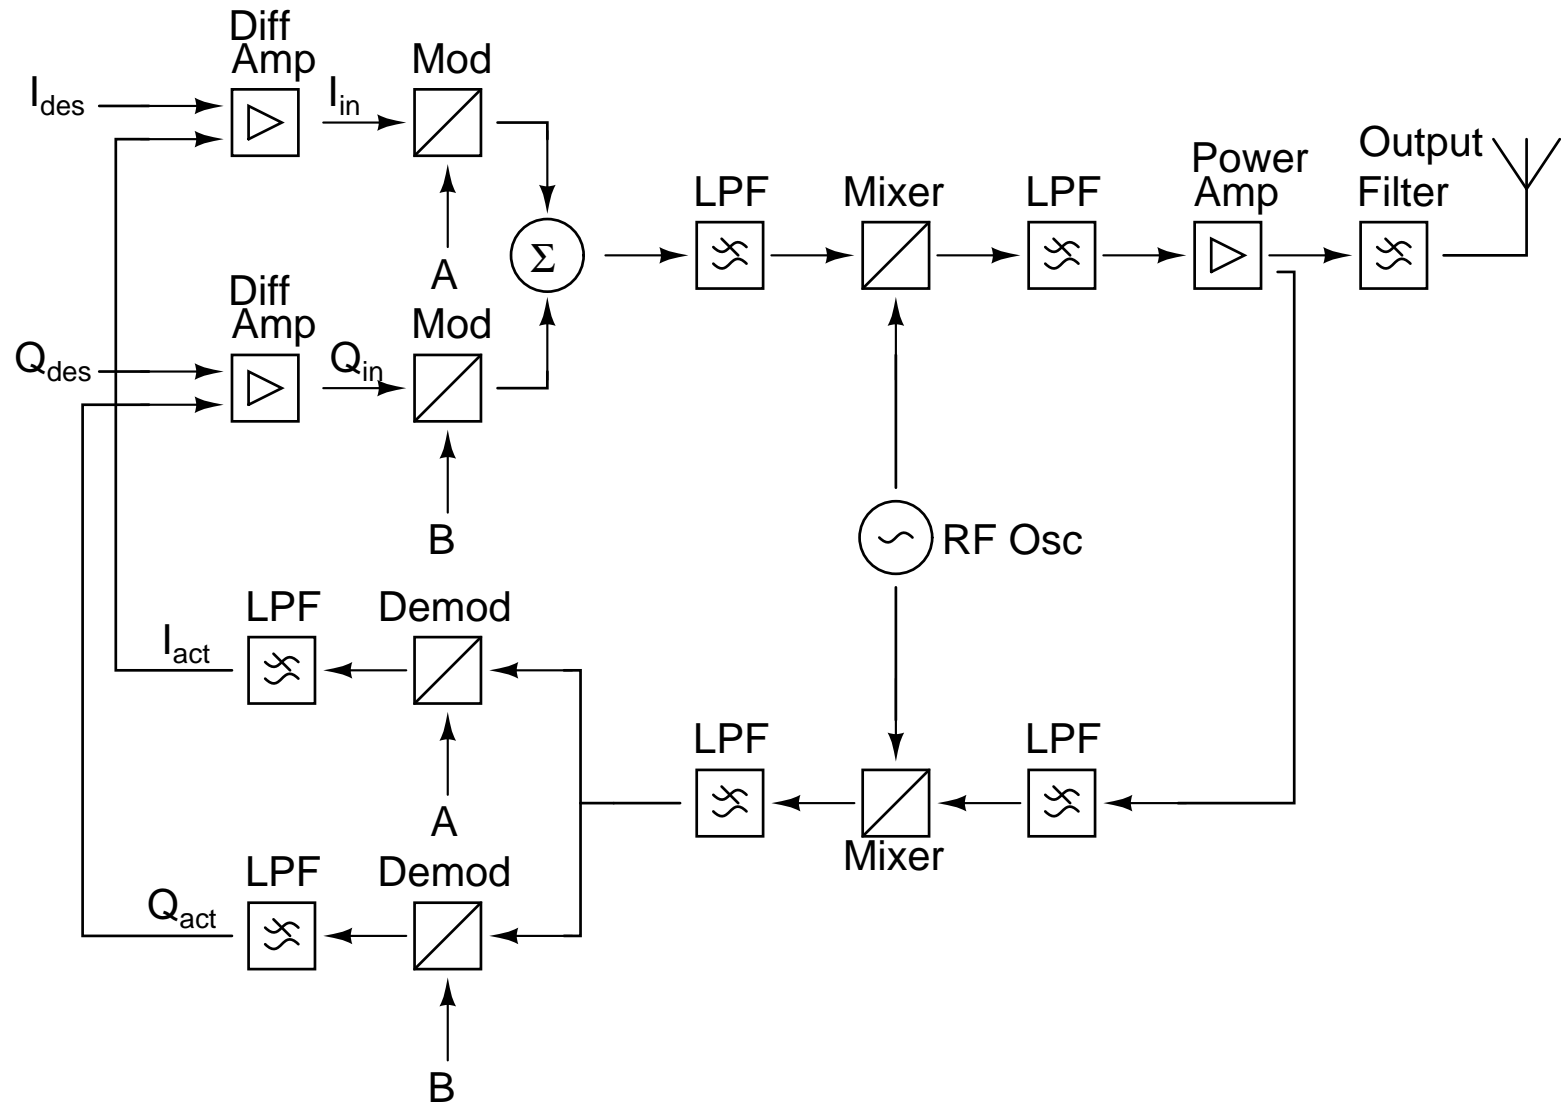 Diff
Amp
Mod
I_des
I_in
A
Output
Filter
Power
Amp
LPF
Mixer
LPF
Σ
Diff
Amp
Mod
Q_des
Q_in
B
RF Osc
LPF
Demod
I_act
A
LPF
LPF
Mixer
LPF
Demod
Q_act
B